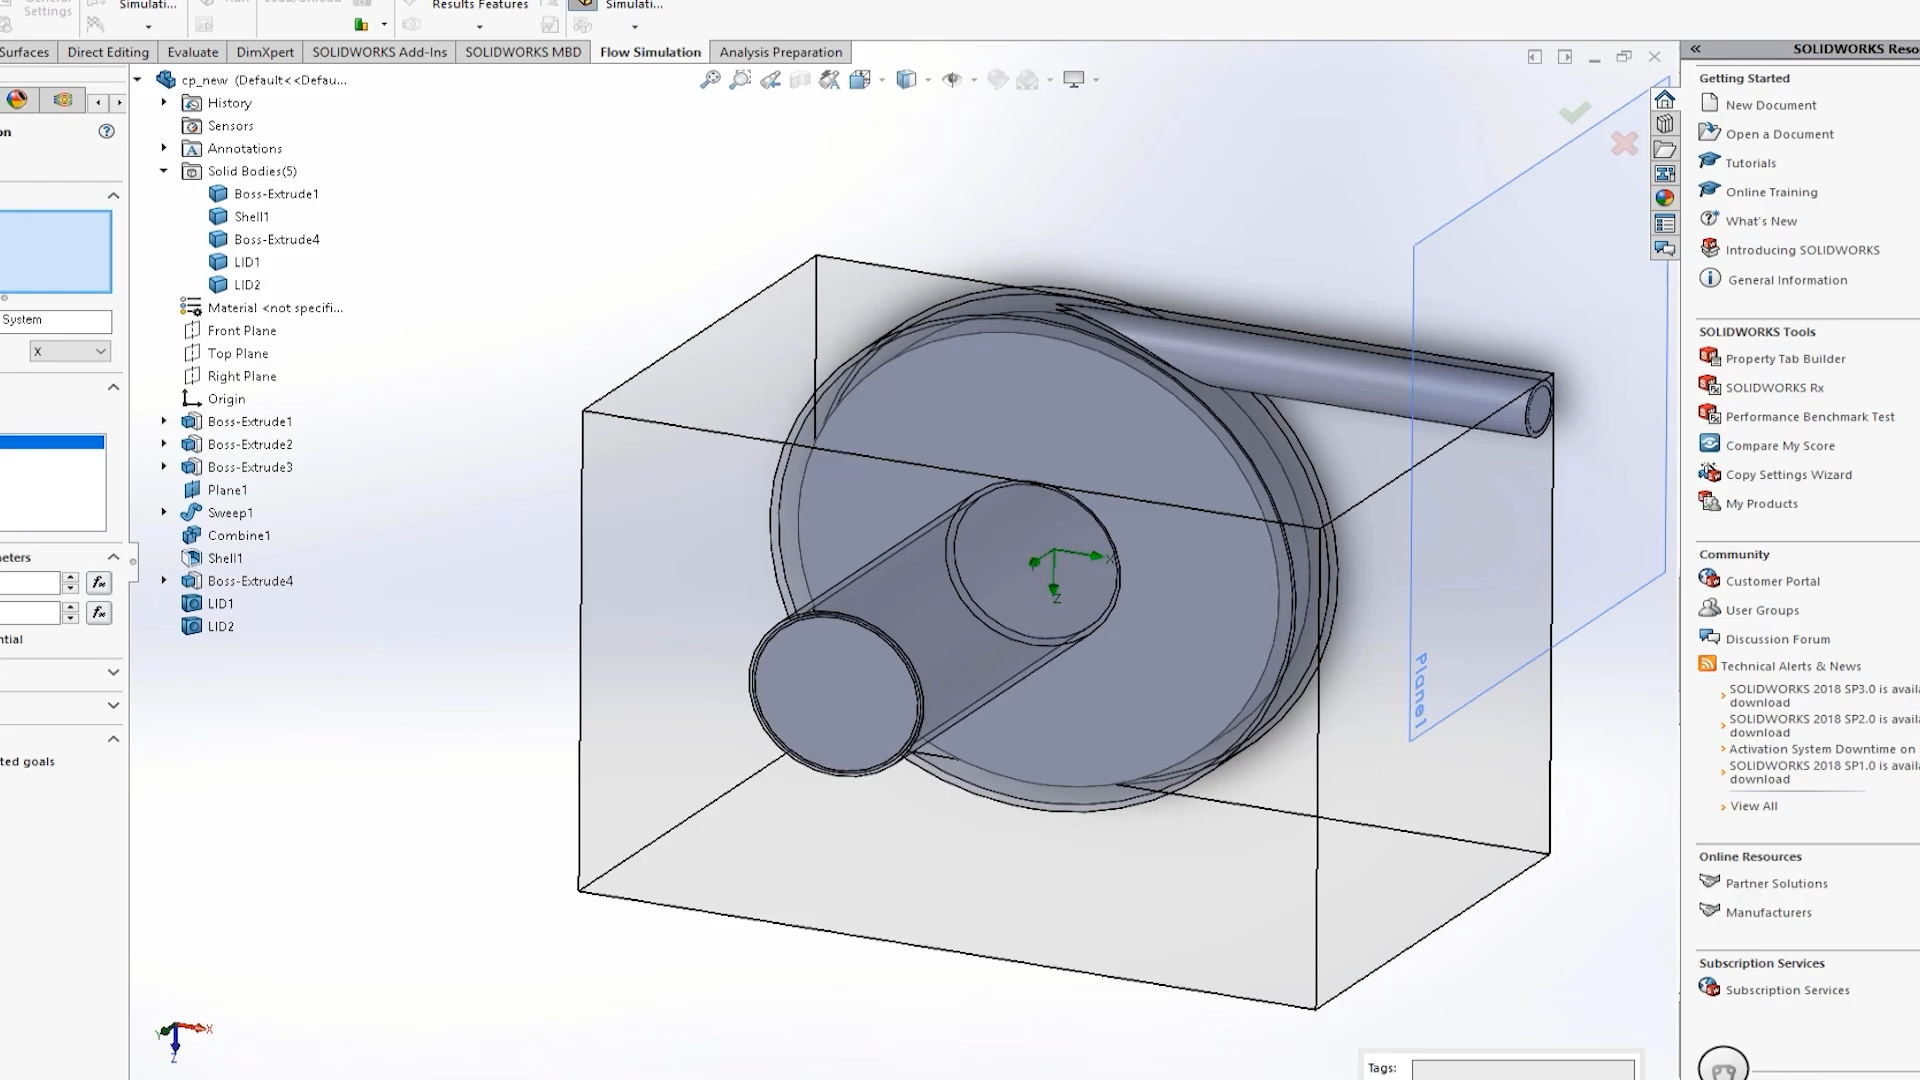 Settings
Simulati...
Results Features
Simulati...
Surfaces
Direct Editing
Evaluate
DimXpert
SOLIDWORKS Add-Ins
SOLIDWORKS MBD
Flow Simulation
Analysis Preparation
SOLIDWORKS Reso
cp_new (Default<<Defau...
History
Sensors
Annotations
Solid Bodies(5)
Boss-Extrude1
Shell1
Boss-Extrude4
LID1
LID2
Material <not specifi...
Front Plane
Top Plane
Right Plane
Origin
Boss-Extrude1
Boss-Extrude2
Boss-Extrude3
Plane1
Sweep1
Combine1
Shell1
Boss-Extrude4
LID1
LID2
on
System
X
eters
ntial
ted goals
X
Z
Plane1
Y
X
Z
Tags:
Getting Started
New Document
Open a Document
Tutorials
Online Training
What's New
Introducing SOLIDWORKS
General Information
SOLIDWORKS Tools
Property Tab Builder
SOLIDWORKS Rx
Performance Benchmark Test
Compare My Score
Copy Settings Wizard
My Products
Community
Customer Portal
User Groups
Discussion Forum
Technical Alerts & News
SOLIDWORKS 2018 SP3.0 is availa
download
SOLIDWORKS 2018 SP2.0 is availa
download
Activation System Downtime on
SOLIDWORKS 2018 SP1.0 is availa
download
View All
Online Resources
Partner Solutions
Manufacturers
Subscription Services
Subscription Services